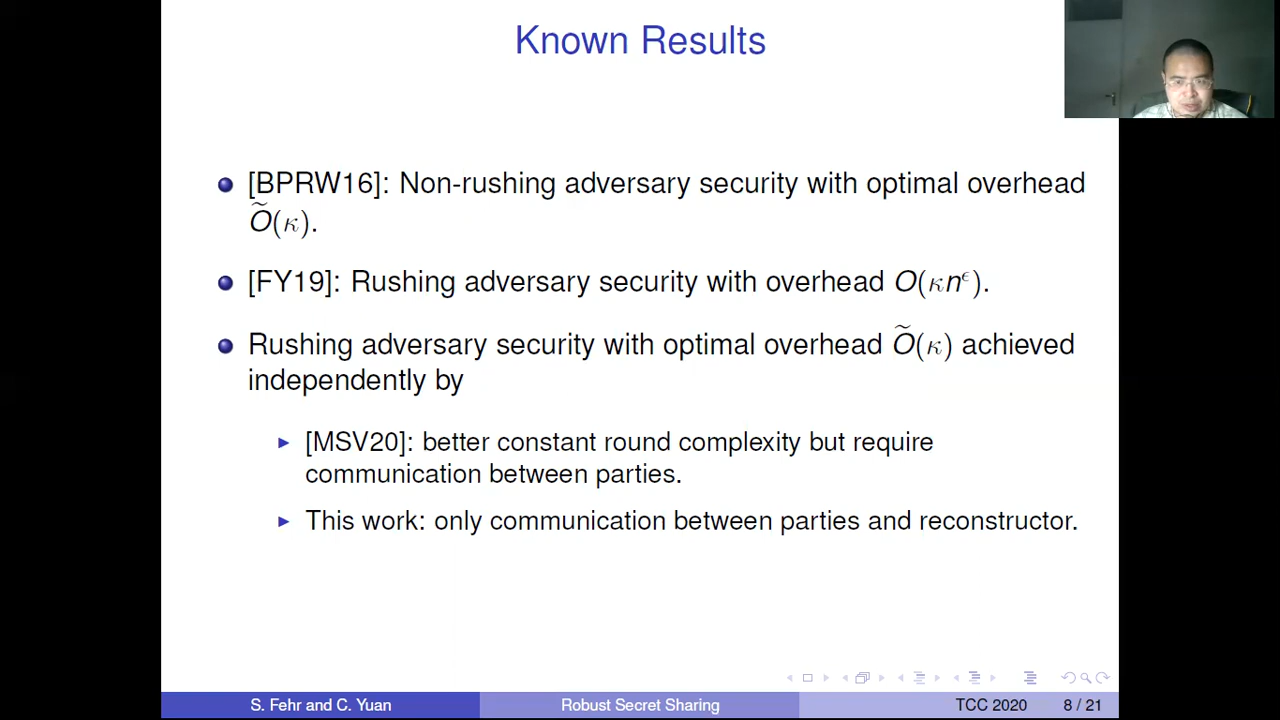 Known Results
[BPRW16]: Non-rushing adversary security with optimal overhead
Õ(κ).
[FY19]: Rushing adversary security with overhead O(κn^ϵ).
Rushing adversary security with optimal overhead Õ(κ) achieved
independently by
[MSV20]: better constant round complexity but require
communication between parties.
This work: only communication between parties and reconstructor.
S. Fehr and C. Yuan
Robust Secret Sharing
TCC 2020
8 / 21